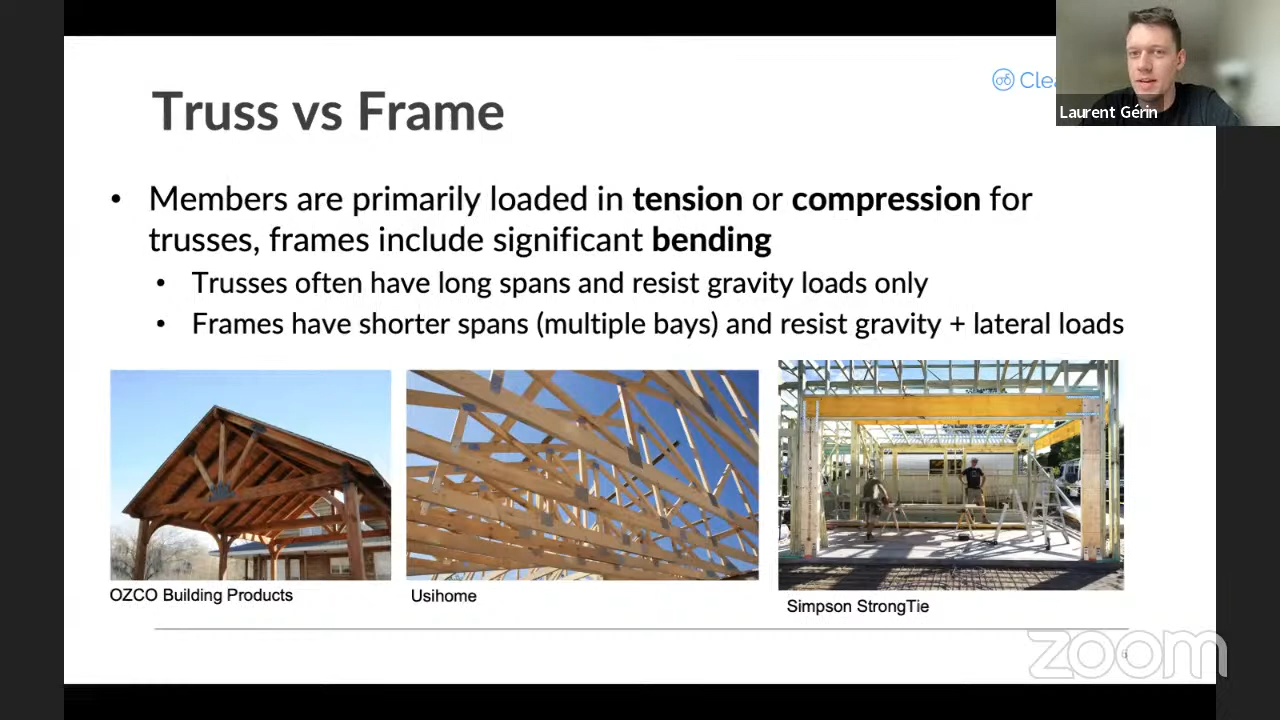 Truss vs Frame
Laurent Gérin
• Members are primarily loaded in tension or compression for
trusses, frames include significant bending
• Trusses often have long spans and resist gravity loads only
• Frames have shorter spans (multiple bays) and resist gravity + lateral loads
OZCO Building Products
Usihome
Simpson StrongTie
zoom